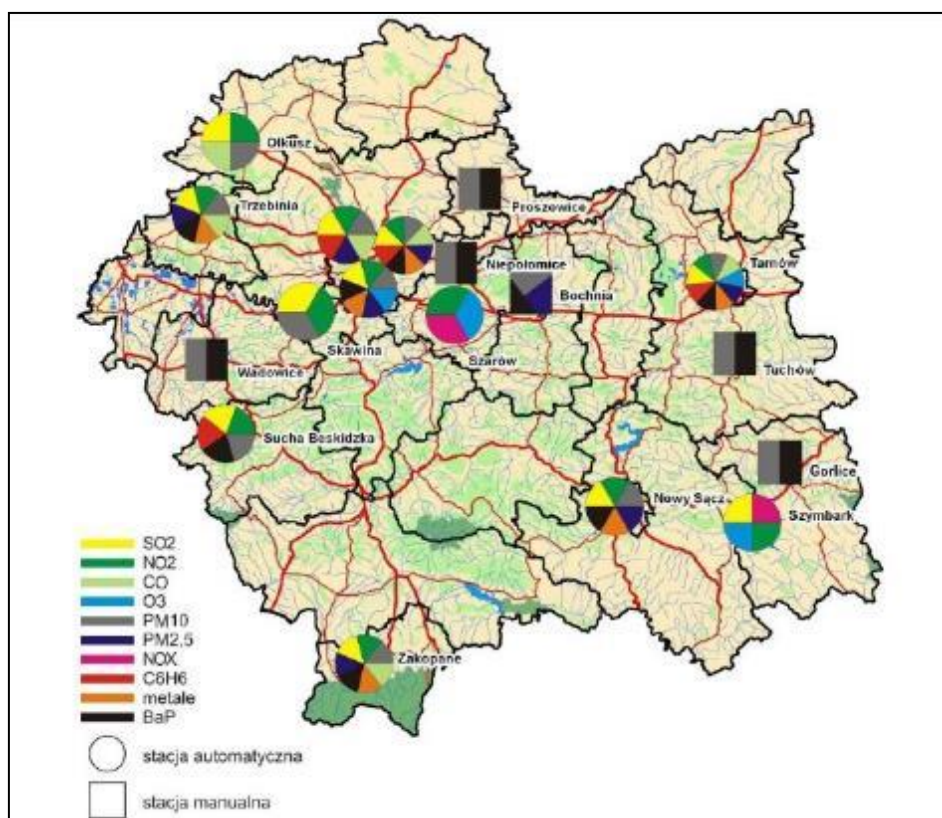 Olkusz
Trzebinia
Proszowice
Niepołomice
Bochnia
Tarnów
Skawina
Szarów
Wadowice
Tuchów
Sucha Beskidzka
Gorlice
Nowy Sącz
Szymbark
Zakopane
SO2
NO2
CO
O3
PM10
PM2,5
NOX
C6H6
metale
BaP
stacja automatyczna
stacja manualna